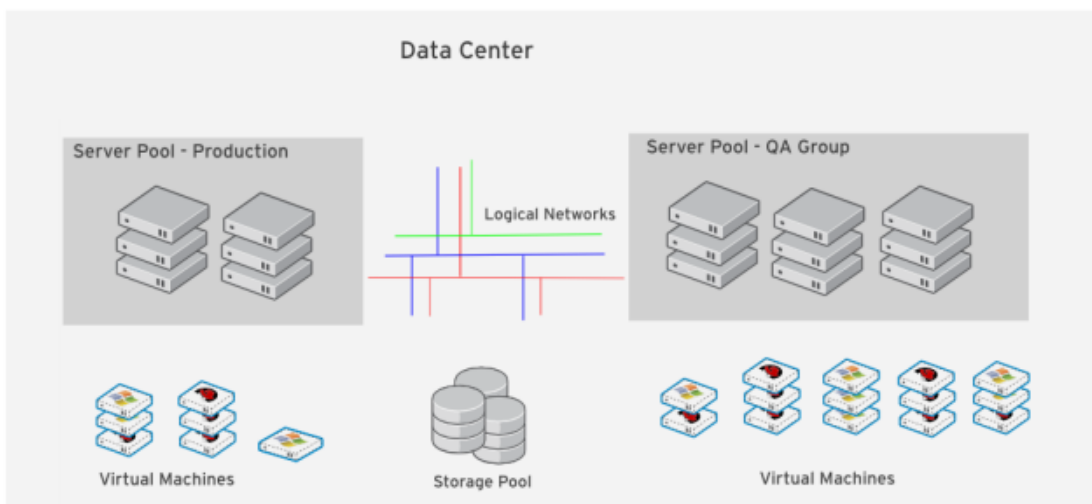 Data Center
Server Pool - Production
Server Pool - QA Group
Logical Networks
Virtual Machines
Storage Pool
Virtual Machines